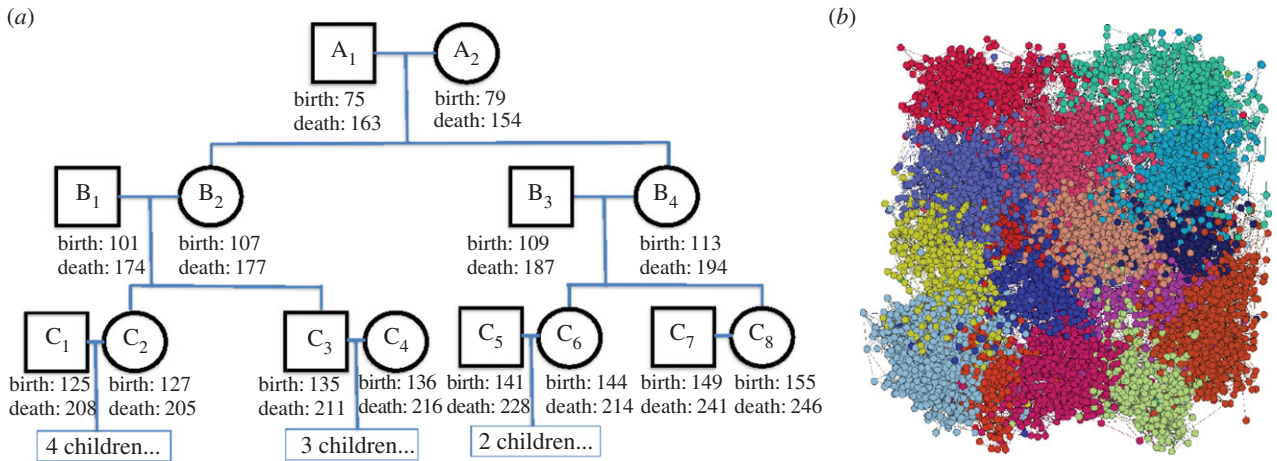 (a)
(b)
A1 A2
birth: 75 birth: 79
death: 163 death: 154
B1 B2 B3 B4
birth: 101 birth: 107 birth: 109 birth: 113
death: 174 death: 177 death: 187 death: 194
C1 C2 C3 C4 C5 C6 C7 C8
birth: 125 birth: 127 birth: 135 birth: 136 birth: 141 birth: 144 birth: 149 birth: 155
death: 208 death: 205 death: 211 death: 216 death: 228 death: 214 death: 241 death: 246
4 children... 3 children... 2 children...